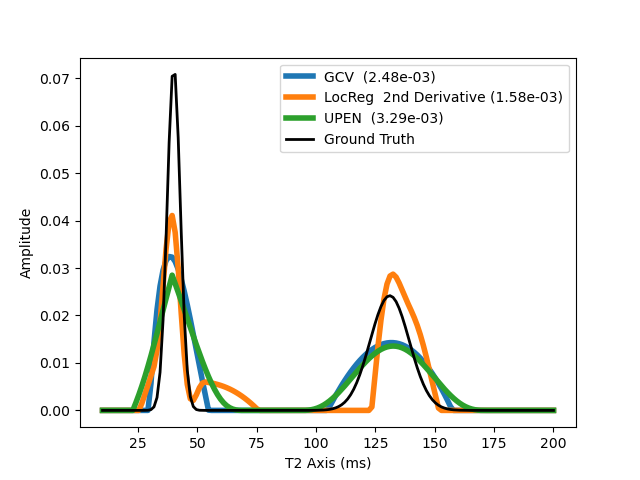 GCV (2.48e-03)
LocReg 2nd Derivative (1.58e-03)
UPEN (3.29e-03)
Ground Truth
0.07
0.06
0.05
0.04
0.03
0.02
0.01
0.00
Amplitude
25 50 75 100 125 150 175 200
T2 Axis (ms)